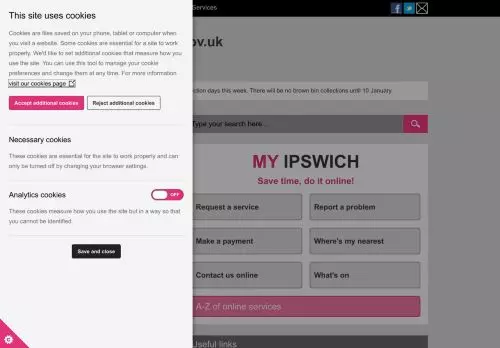 This site uses cookies
Cookies are files saved on your phone, tablet or computer when
you visit a website. Some cookies are essential for a site to work
properly. We'd like to set additional cookies that measure how you
use the site. You can use this tool to manage your cookie
preferences and change them at any time. For more information
visit our cookies page
Accept additional cookies
Reject additional cookies
Necessary cookies
These cookies are essential for the site to work properly and can
only be turned off by changing your browser settings.
Analytics cookies
OFF
These cookies measure how you use the site but in a way so that
you cannot be identified
Save and close
Services
ov.uk
ction days this week. There will be no brown bin collections until 10 January
Type your search here...
MY IPSWICH
Save time, do it online!
Request a service
Report a problem
Make a payment
Where's my nearest
Contact us online
What's on
A-Z of online services
Useful links